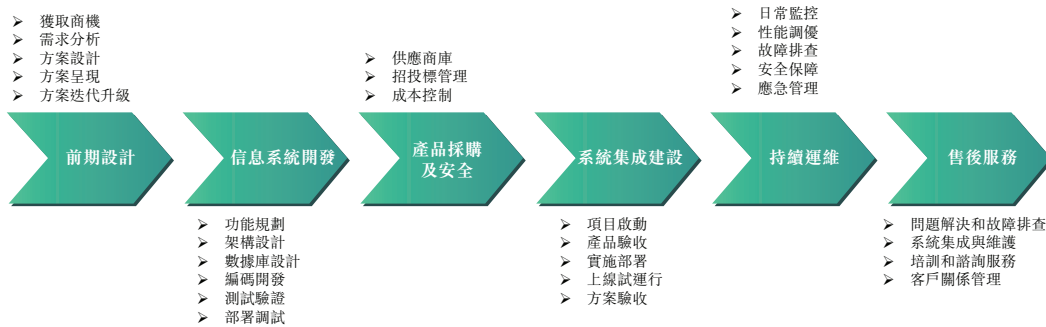 ➢ 獲取商機
➢ 需求分析
➢ 方案設計
➢ 方案呈現
➢ 方案迭代升級
前期設計
信息系統開發
➢ 功能規劃
➢ 架構設計
➢ 數據庫設計
➢ 編碼開發
➢ 測試驗證
➢ 部署調試
➢ 供應商庫
➢ 招投標管理
➢ 成本控制
產品採購
及安全
系統集成建設
➢ 項目啟動
➢ 產品驗收
➢ 實施部署
➢ 上線試運行
➢ 方案驗收
➢ 日常監控
➢ 性能調優
➢ 故障排查
➢ 安全保障
➢ 應急管理
持續運維
售後服務
➢ 問題解決和故障排查
➢ 系統集成與維護
➢ 培訓和諮詢服務
➢ 客戶關係管理